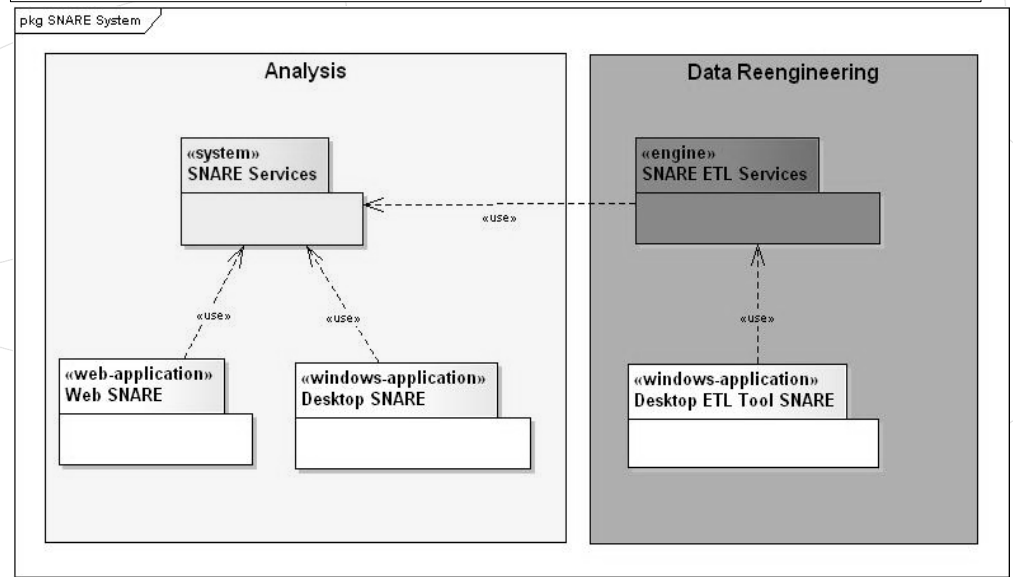 pkg SNARE System
Analysis
«system»
SNARE Services
«use»
«use»
«web-application»
Web SNARE
«windows-application»
Desktop SNARE
«use»
Data Reengineering
«engine»
SNARE ETL Services
«use»
«windows-application»
Desktop ETL Tool SNARE